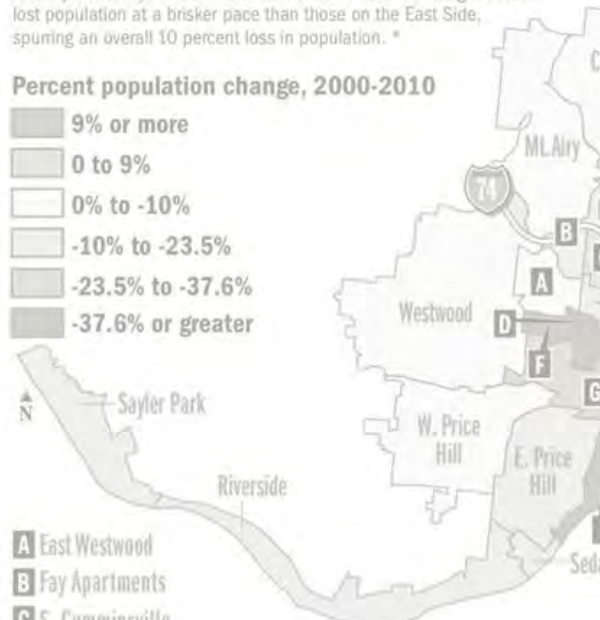 lost population at a brisker pace than those on the East Side,
spurring an overall 10 percent loss in population. *
Percent population change, 2000-2010
9% or more
0 to 9%
0% to -10%
-10% to -23.5%
-23.5% to -37.6%
-37.6% or greater
Mt. Airy
74
B
A
Westwood
D
F
G
N
Sayler Park
W. Price
Hill
E. Price
Hill
Riverside
A East Westwood
B Fay Apartments